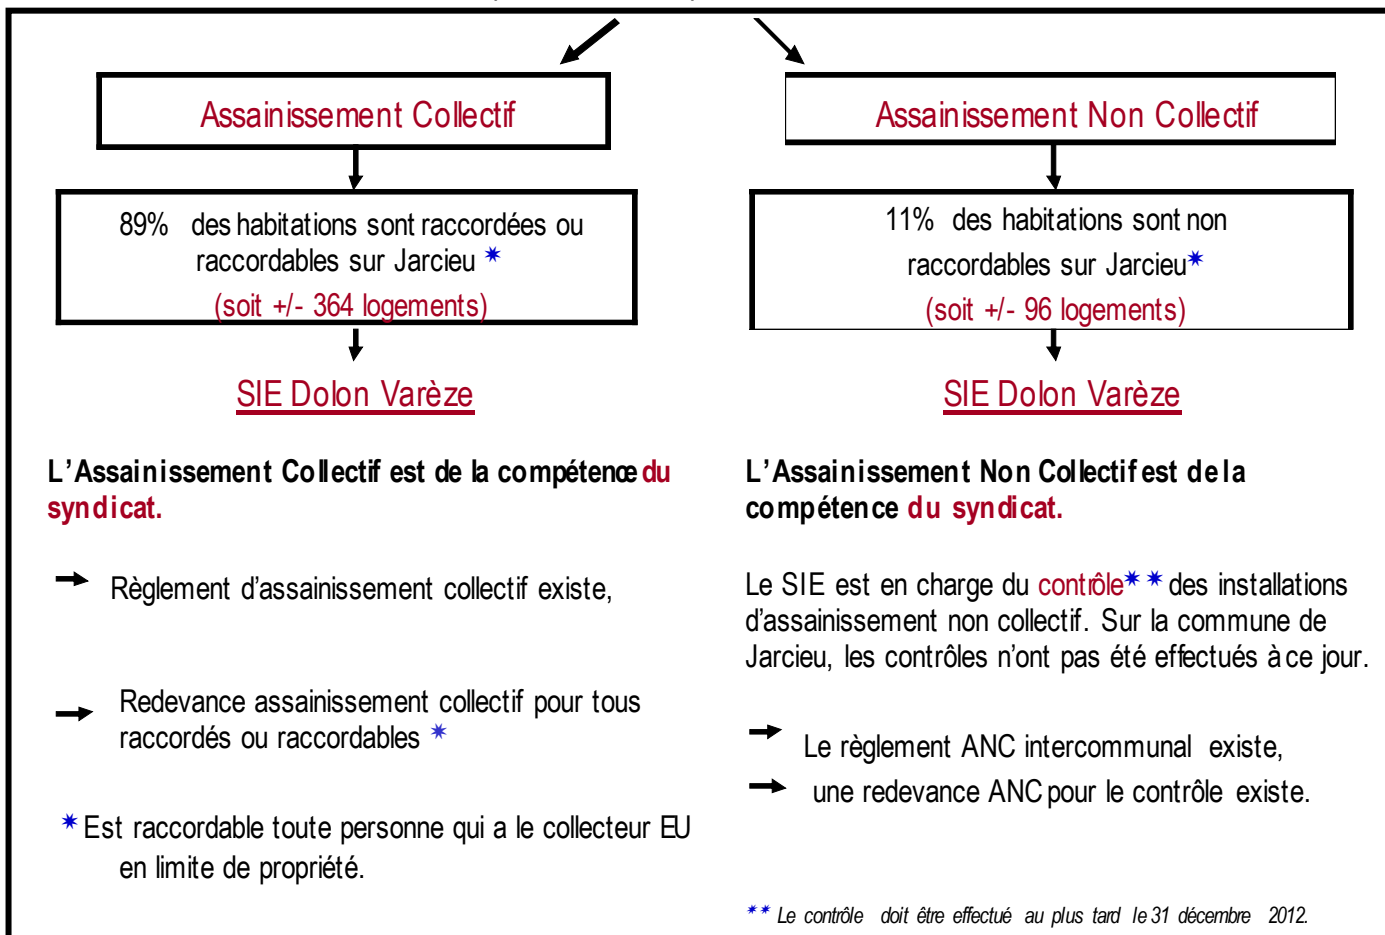 Assainissement Collectif
89% des habitations sont raccordées ou
raccordables sur Jarcieu *
(soit +/- 364 logements)
SIE Dolon Varèze
L'Assainissement Collectif est de la compétence du
syndicat.
Règlement d'assainissement collectif existe,
Redevance assainissement collectif pour tous
raccordés ou raccordables *
* Est raccordable toute personne qui a le collecteur EU
en limite de propriété.
Assainissement Non Collectif
11% des habitations sont non
raccordables sur Jarcieu*
(soit +/- 96 logements)
SIE Dolon Varèze
L'Assainissement Non Collectif est de la
compétence du syndicat.
Le SIE est en charge du contrôle** des installations
d'assainissement non collectif. Sur la commune de
Jarcieu, les contrôles n'ont pas été effectués à ce jour.
Le règlement ANC intercommunal existe,
une redevance ANC pour le contrôle existe.
** Le contrôle doit être effectué au plus tard le 31 décembre 2012.